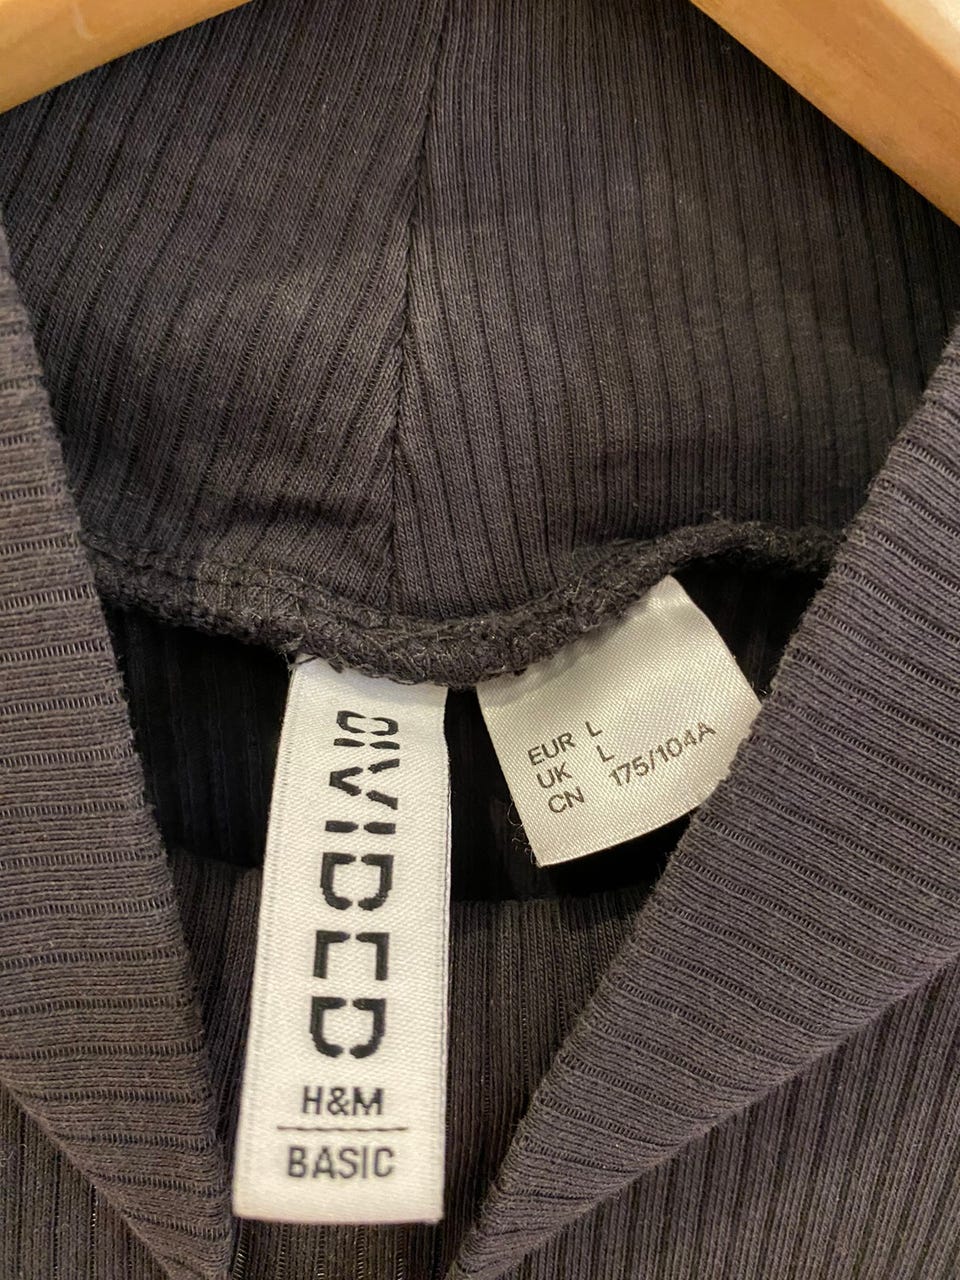 DIVIDED
H&M
BASIC
EUR L
UK L
CN 175/104A